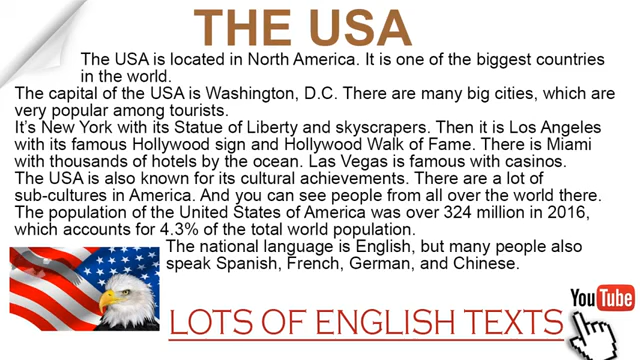 THE USA
The USA is located in North America. It is one of the biggest countries
in the world.
The capital of the USA is Washington, D.C. There are many big cities, which are
very popular among tourists.
It's New York with its Statue of Liberty and skyscrapers. Then it is Los Angeles
with its famous Hollywood sign and Hollywood Walk of Fame. There is Miami
with thousands of hotels by the ocean. Las Vegas is famous with casinos.
The USA is also known for its cultural achievements. There are a lot of
sub-cultures in America. And you can see people from all over the world there.
The population of the United States of America was over 324 million in 2016,
which accounts for 4.3% of the total world population.
The national language is English, but many people also
speak Spanish, French, German, and Chinese.
YouTube
LOTS OF ENGLISH TEXTS